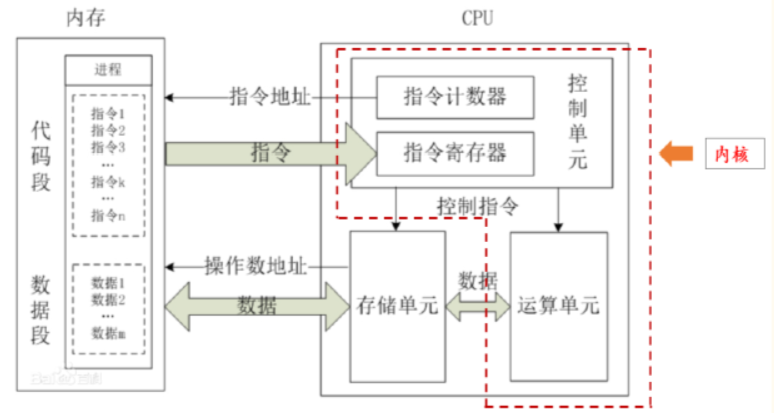 内存
CPU
进程
代码段
指令1
指令2
指令3
...
指令k
...
指令n
数据段
数据1
数据2
...
数据m
指令地址
指令
操作数地址
数据
指令计数器
指令寄存器
控制单元
控制指令
存储单元
数据
运算单元
内核